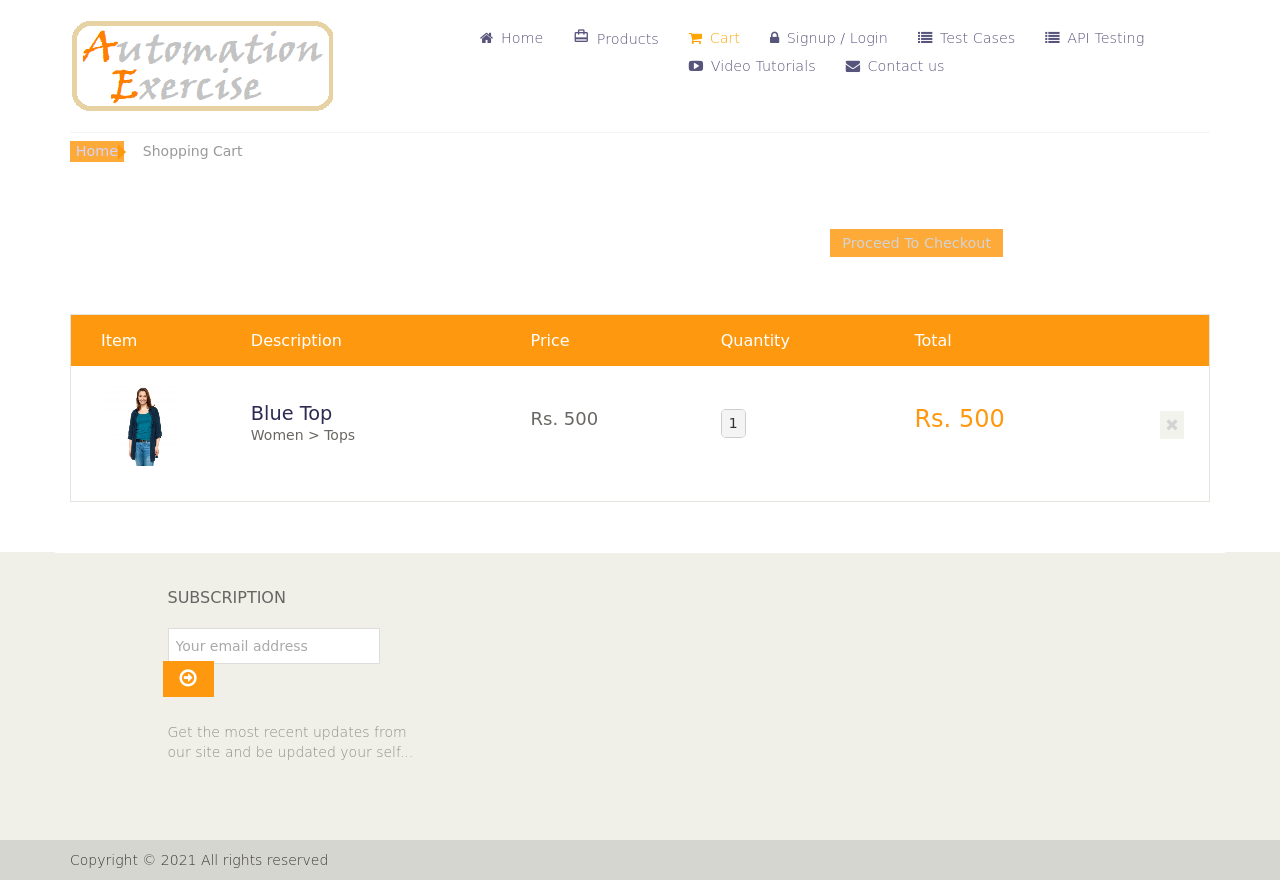 Automation
Exercise
Home
Products
Cart
Signup / Login
Test Cases
API Testing
Video Tutorials
Contact us
Home
Shopping Cart
Proceed To Checkout
Item Description Price Quantity Total
Blue Top
Women > Tops
Rs. 500
1
Rs. 500
SUBSCRIPTION
Your email address
Get the most recent updates from
our site and be updated your self...
Copyright © 2021 All rights reserved